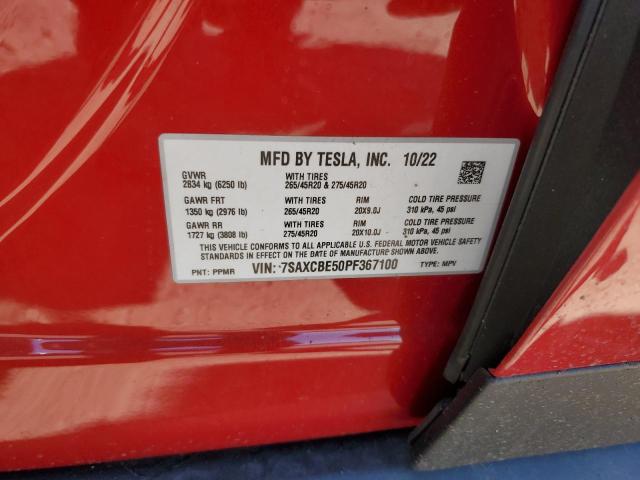 MFD BY TESLA, INC. 10/22
GVWR WITH TIRES
2834 kg (6250 lb) 265/45R20 & 275/45R20
GAWR FRT WITH TIRES RIM COLD TIRE PRESSURE
1350 kg (2976 lb) 265/45R20 20X9.0J 310 kPa, 45 psi
GAWR RR WITH TIRES RIM COLD TIRE PRESSURE
1727 kg (3808 lb) 275/45R20 20X10.0J 310 kPa, 45 psi
THIS VEHICLE CONFORMS TO ALL APPLICABLE U.S. FEDERAL MOTOR VEHICLE SAFETY
STANDARDS IN EFFECT ON THE DATE OF MANUFACTURE SHOWN ABOVE.
PNT: PPMR VIN: 7SAXCBE50PF367100 TYPE: MPV